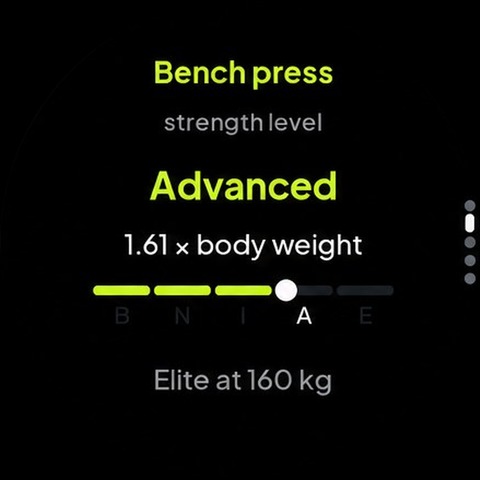 Bench press
strength level
Advanced
1.61 × body weight
B N I A E
Elite at 160 kg